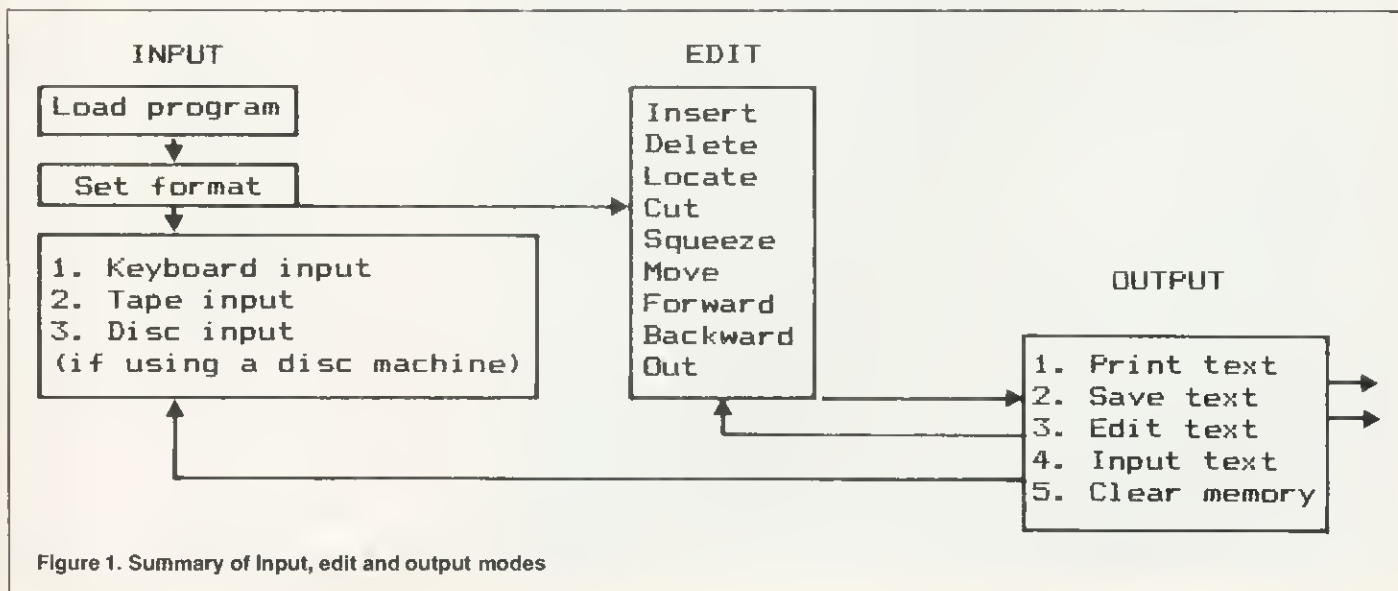 INPUT
Load program
Set format
1. Keyboard input
2. Tape input
3. Disc input
(if using a disc machine)
EDIT
Insert
Delete
Locate
Cut
Squeeze
Move
Forward
Backward
Out
OUTPUT
1. Print text
2. Save text
3. Edit text
4. Input text
5. Clear memory
Figure 1. Summary of Input, edit and output modes